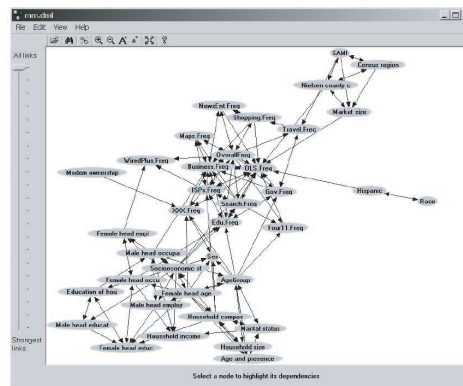 mm.dml
File Edit View Help
All links
SAMI
Census region
Nielsen county c
Market size
NewsEnt.Freq
Shopping.Freq
Travel.Freq
Maps.Freq
OverallFreq
WiredPlus.Freq
Business.Freq
OLS.Freq
Modem ownership
ISPs.Freq
Gov.Freq
Hispanic
Race
Search.Freq
XXX.Freq
Edu.Freq
Four11.Freq
Female head empl
Male head occupa
Sex
Socioeconomic st
Female head occu
AgeGroup
Education of hou
Female head age
Male head employ
Household compos
Male head educat
Marital status
Household income
Strongest
links
Female head educ
Household size
Age and presence
Select a node to highlight its dependencies